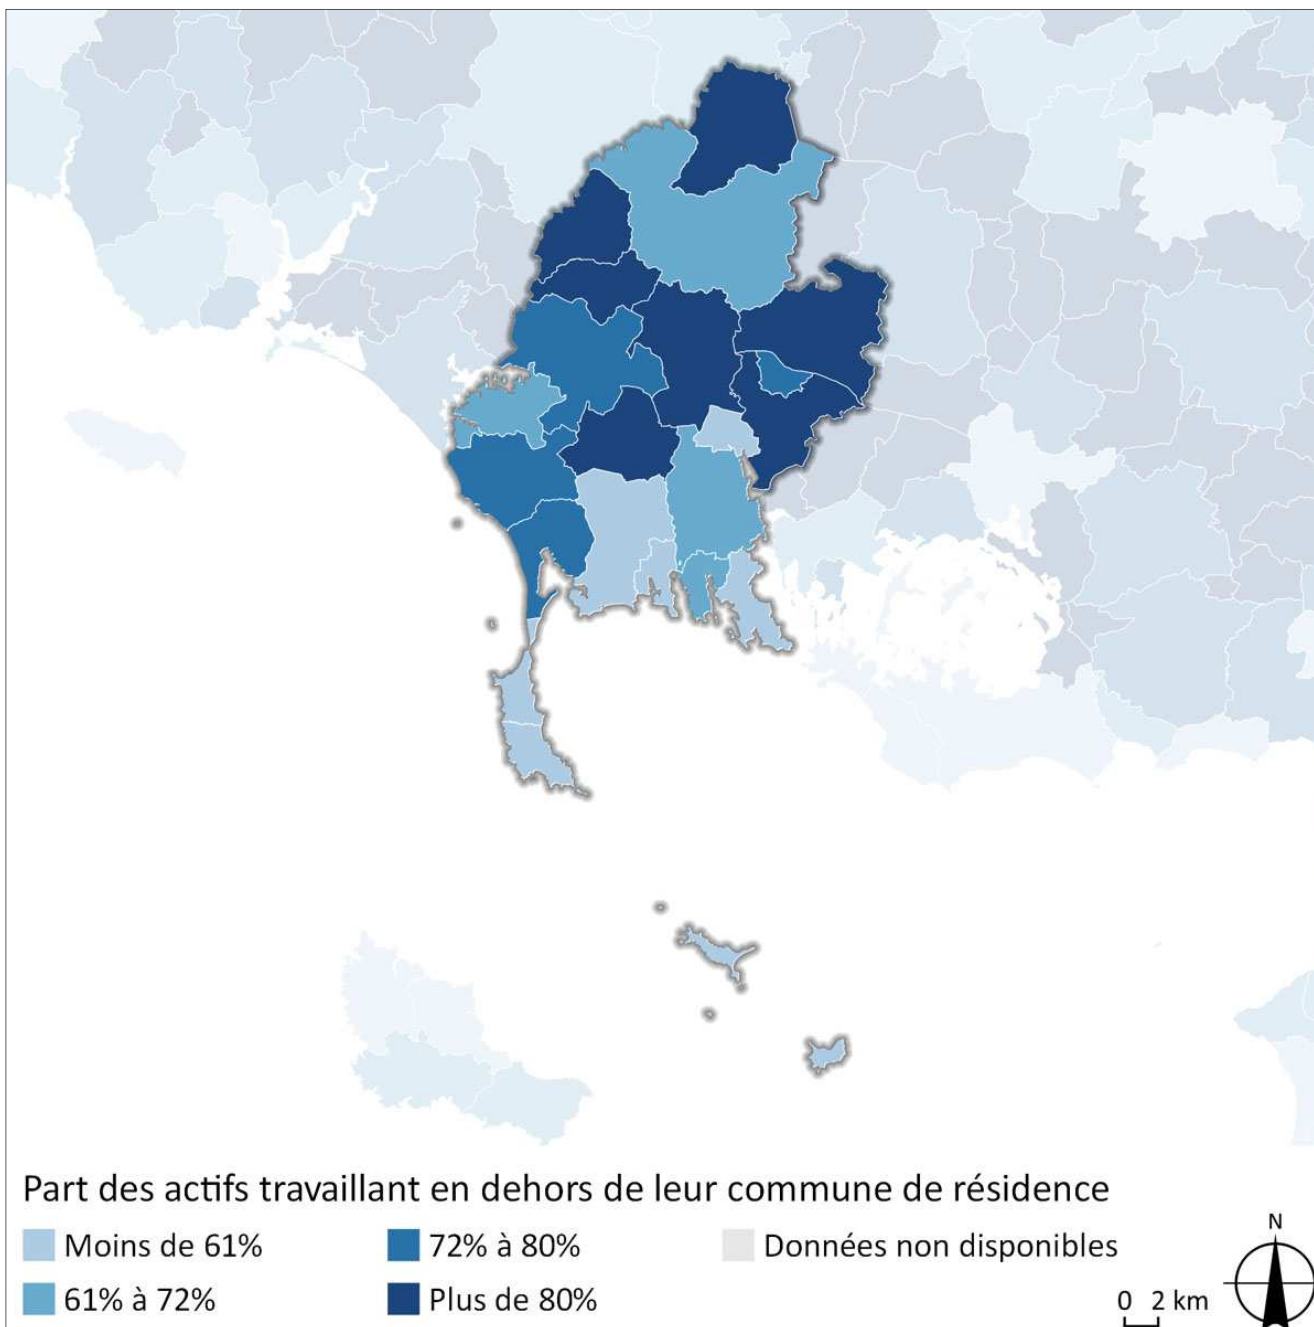 Part des actifs travaillant en dehors de leur commune de résidence
Moins de 61%
72% à 80%
Données non disponibles
61% à 72%
Plus de 80%
N
0 2 km